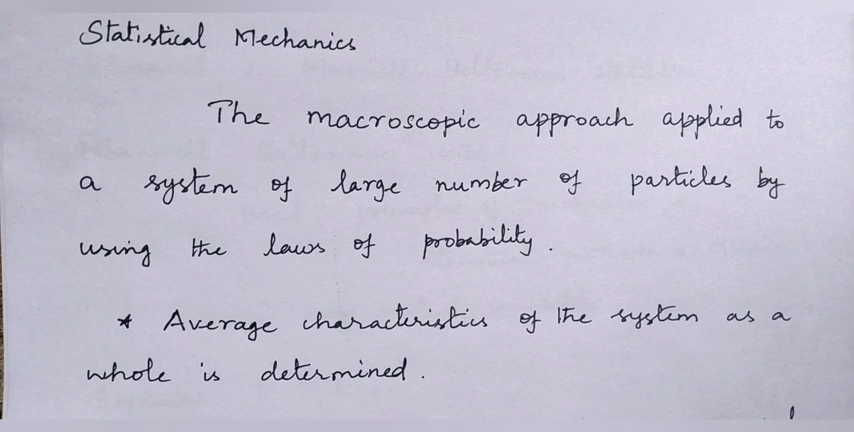 Statistical Mechanics
The macroscopic approach applied to
a system of large number of particles by
using the laws of probability.
* Average characteristics of the system as a
whole is determined.